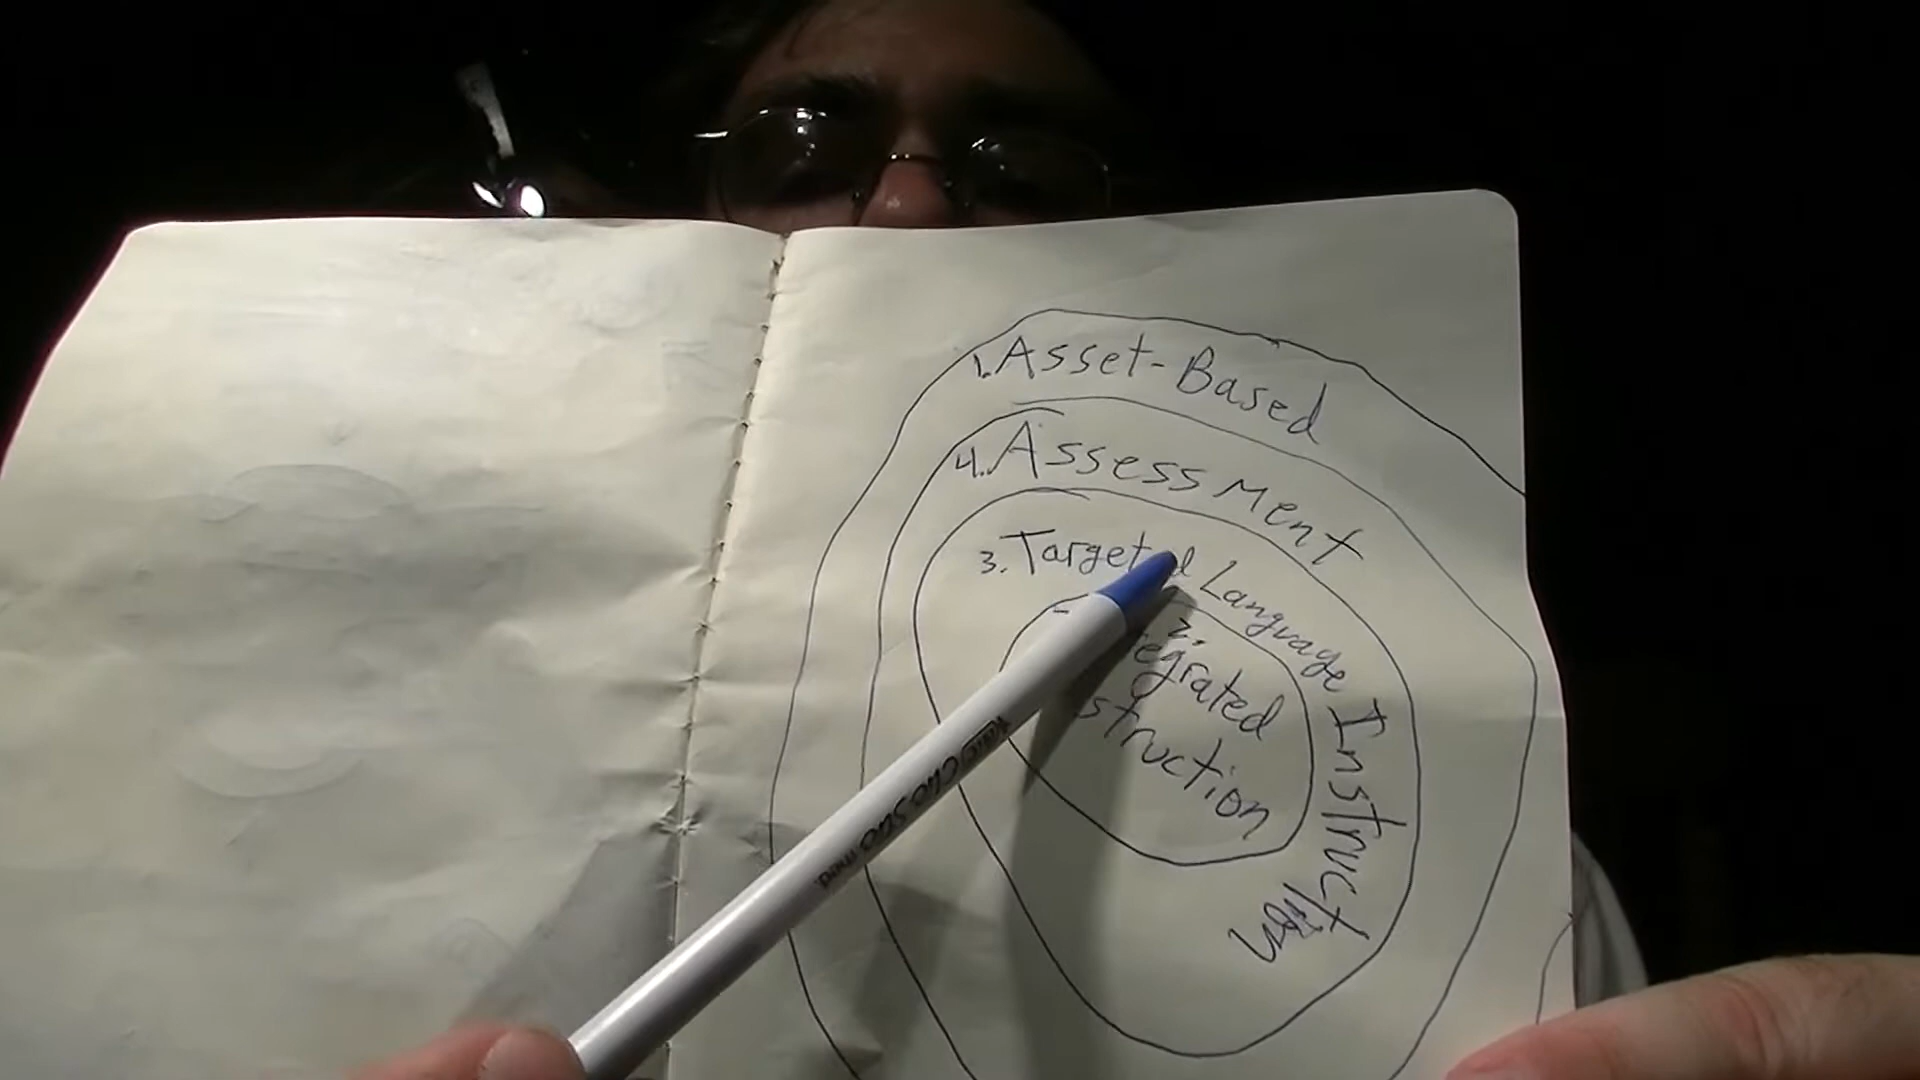 1. Asset-Based
4. Assessment
3. Targeted Language Instruction
2.
egrated
struction